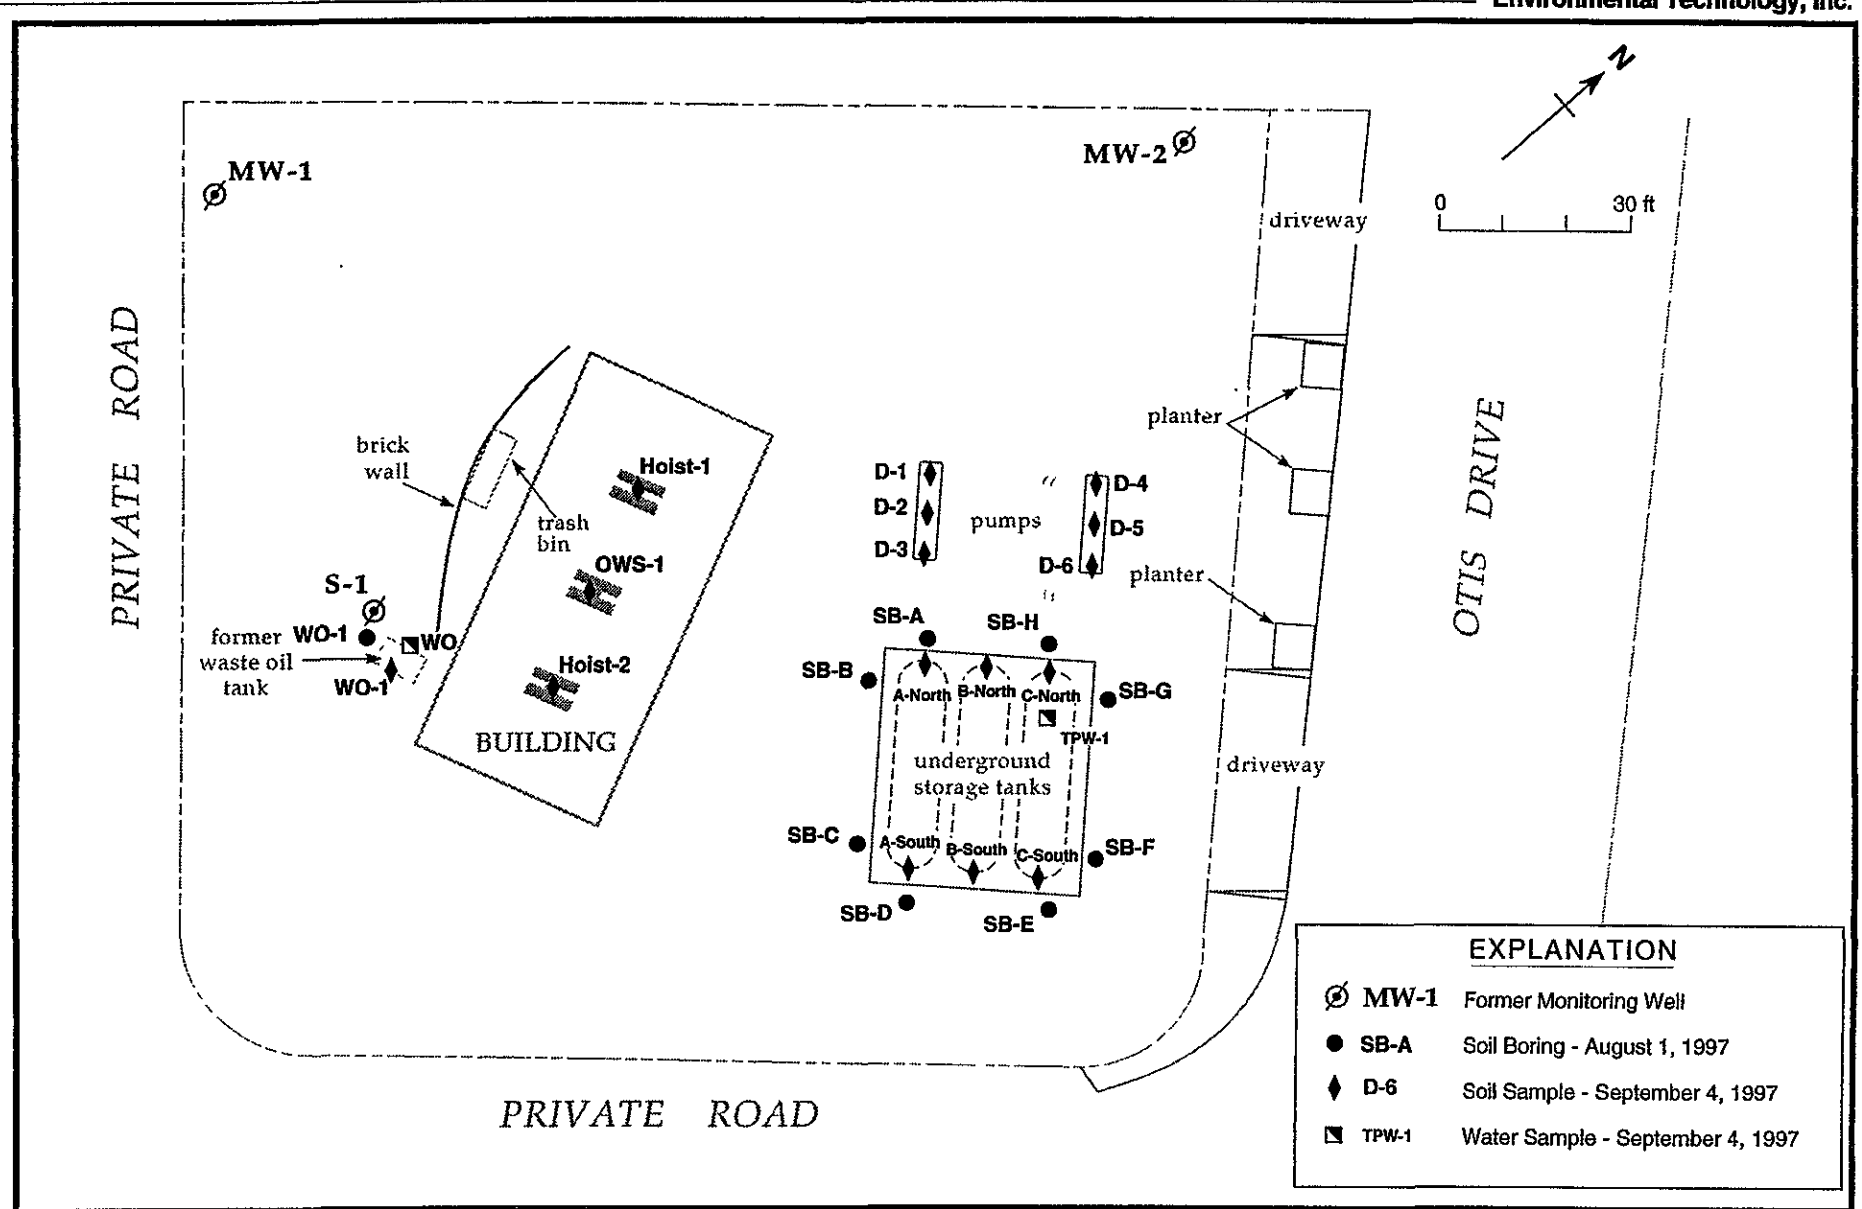 Environmental Technology, Inc.
N
MW-1
MW-2
0 30 ft
driveway
PRIVATE ROAD
OTIS DRIVE
planter
brick
wall
Hoist-1
trash
bin
D-1
D-2
D-3
pumps
D-4
D-5
D-6
OWS-1
planter
S-1
SB-A
SB-H
former
waste oil
tank
WO-1
WO
WO-1
Hoist-2
BUILDING
SB-B
SB-G
A-North
B-North
C-North
TPW-1
underground
storage tanks
driveway
SB-C
A-South
B-South
C-South
SB-F
SB-D
SB-E
PRIVATE ROAD
EXPLANATION
MW-1 Former Monitoring Well
SB-A Soil Boring - August 1, 1997
D-6 Soil Sample - September 4, 1997
TPW-1 Water Sample - September 4, 1997